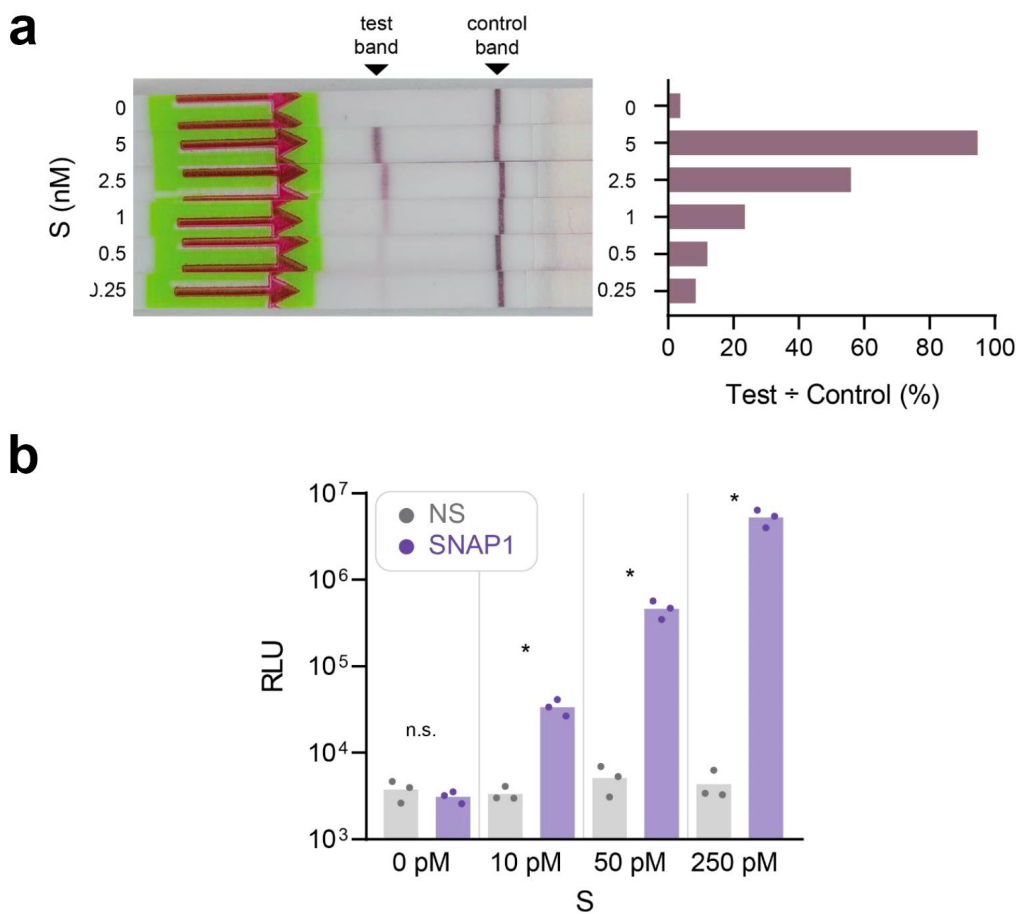 a
test
band
control
band
S (nM)
0
5
2.5
1
0.5
0.25
0
5
2.5
1
0.5
0.25
0 20 40 60 80 100
Test ÷ Control (%)
b
NS
SNAP1
10⁷
10⁶
10⁵
10⁴
10³
RLU
n.s.
*
*
*
0 pM 10 pM 50 pM 250 pM
S